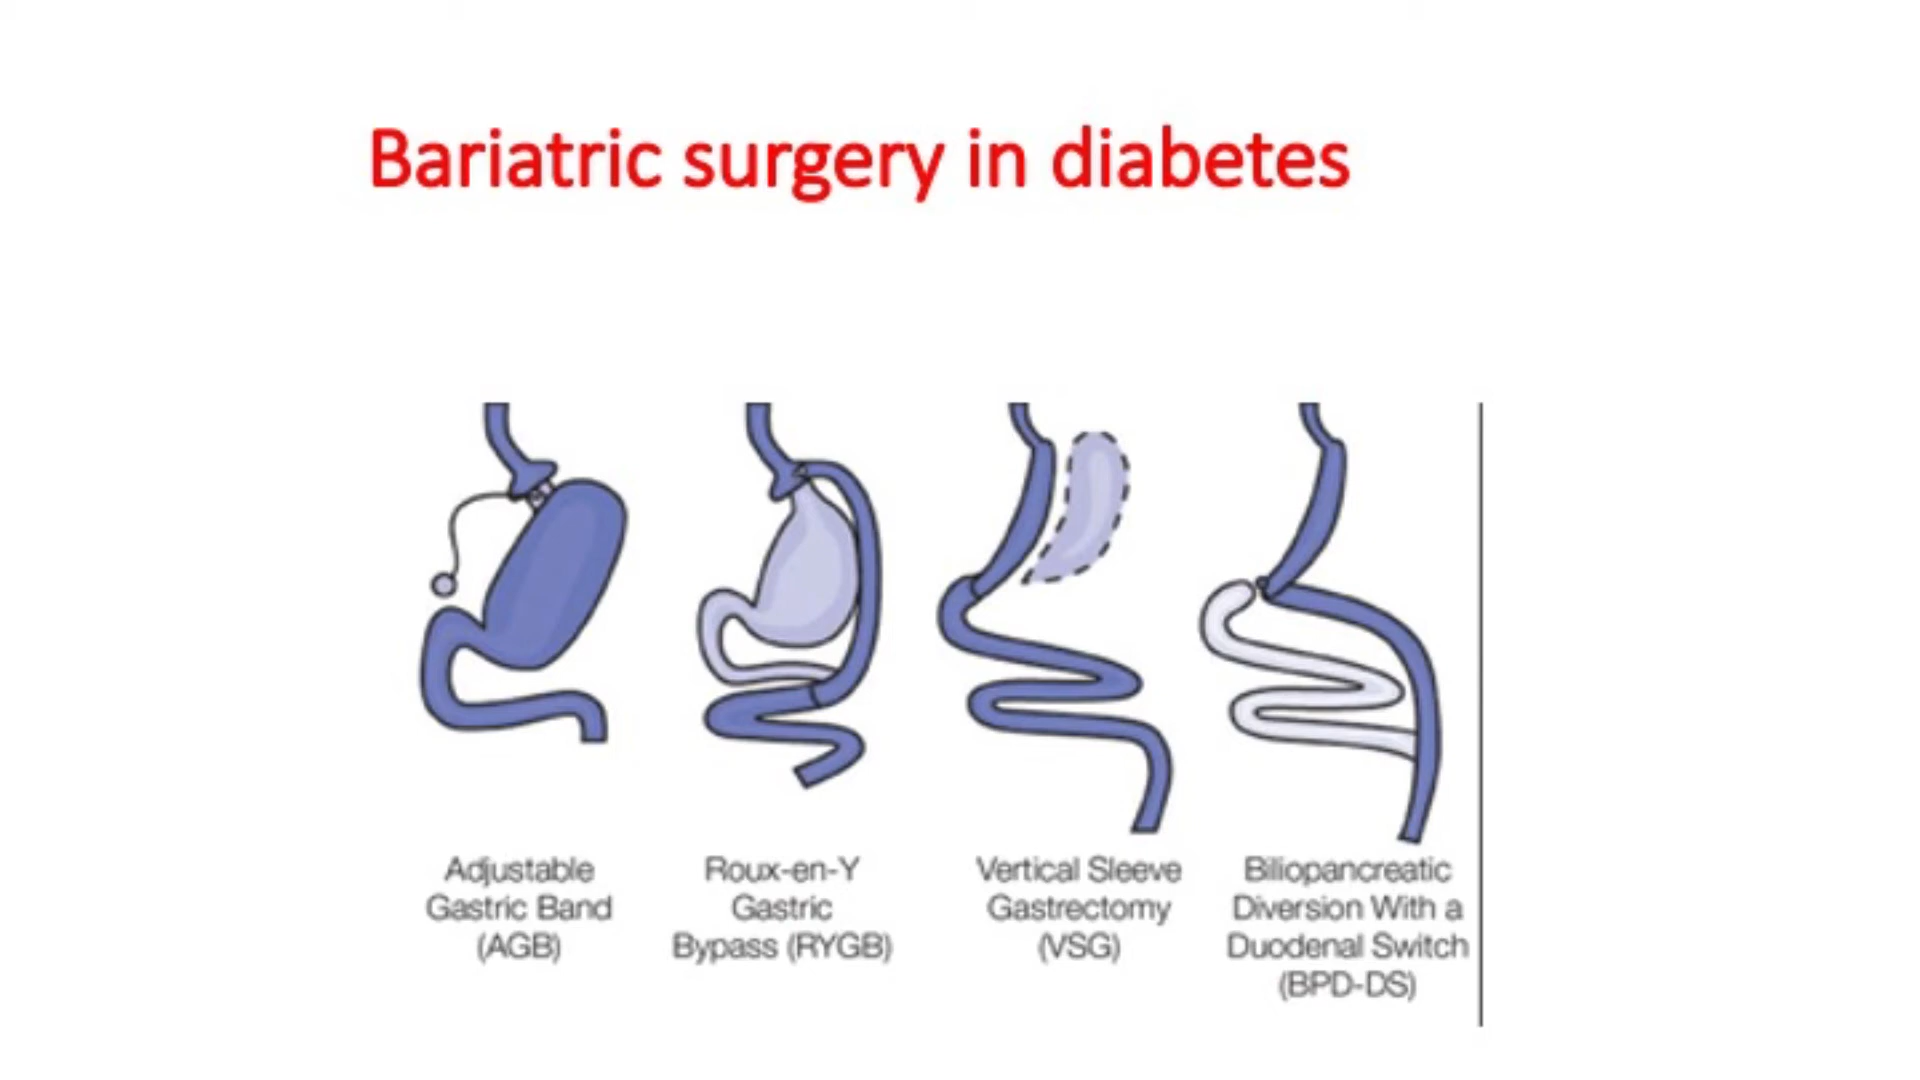 Bariatric surgery in diabetes
Adjustable
Gastric Band
(AGB)
Roux-en-Y
Gastric
Bypass (RYGB)
Vertical Sleeve
Gastrectomy
(VSG)
Biliopancreatic
Diversion With a
Duodenal Switch
(BPD-DS)